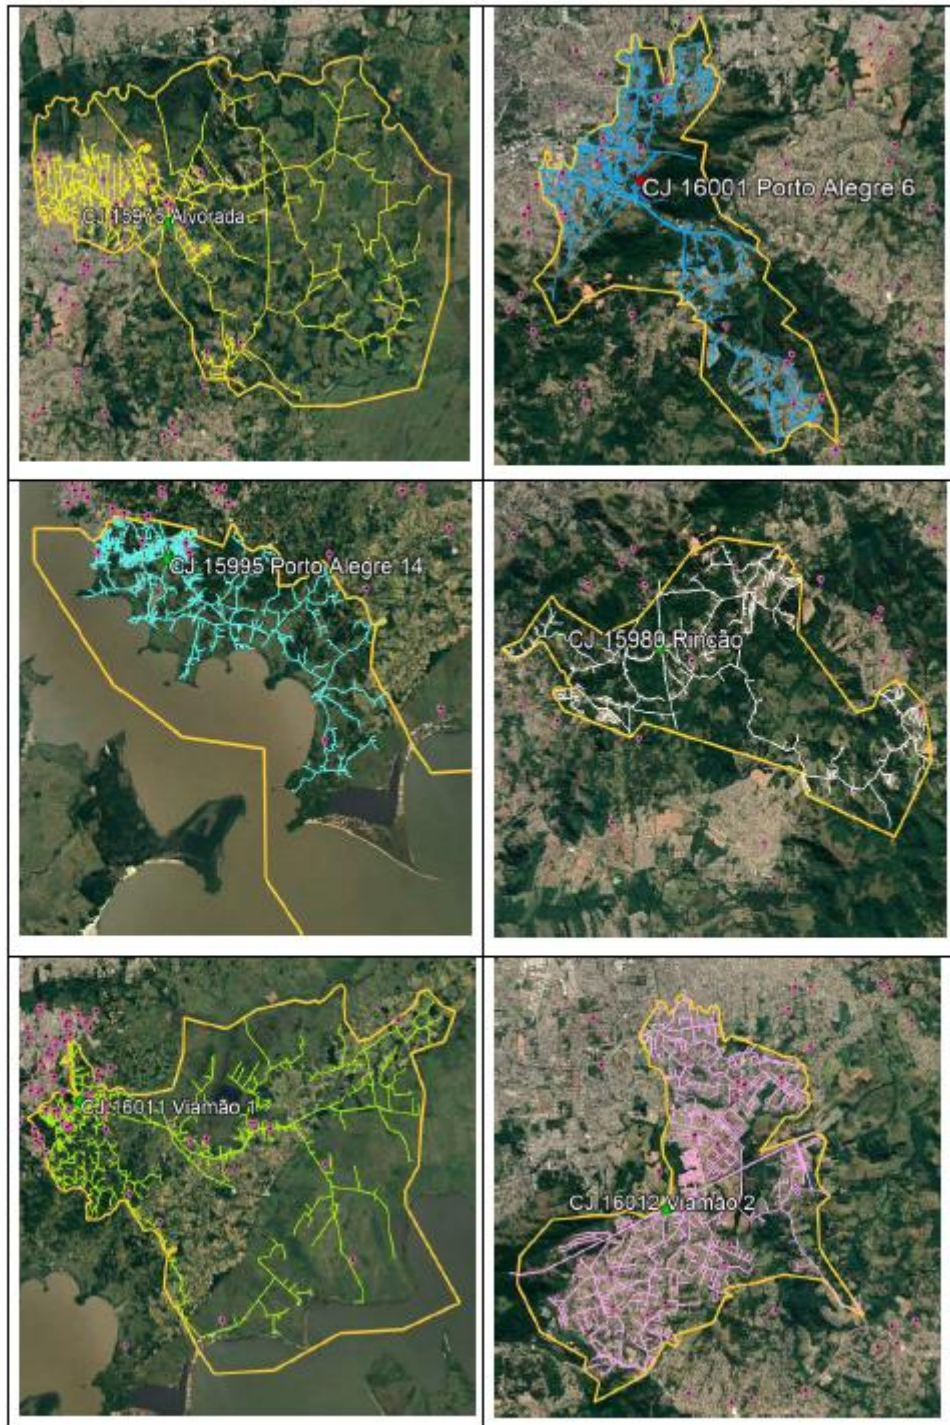 CJ 15975 Alvorada
CJ 16001 Porto Alegre 6
CJ 15995 Porto Alegre 14
CJ 15980 Rincão
CJ 16011 Viamão 1
CJ 16012 Viamão 2